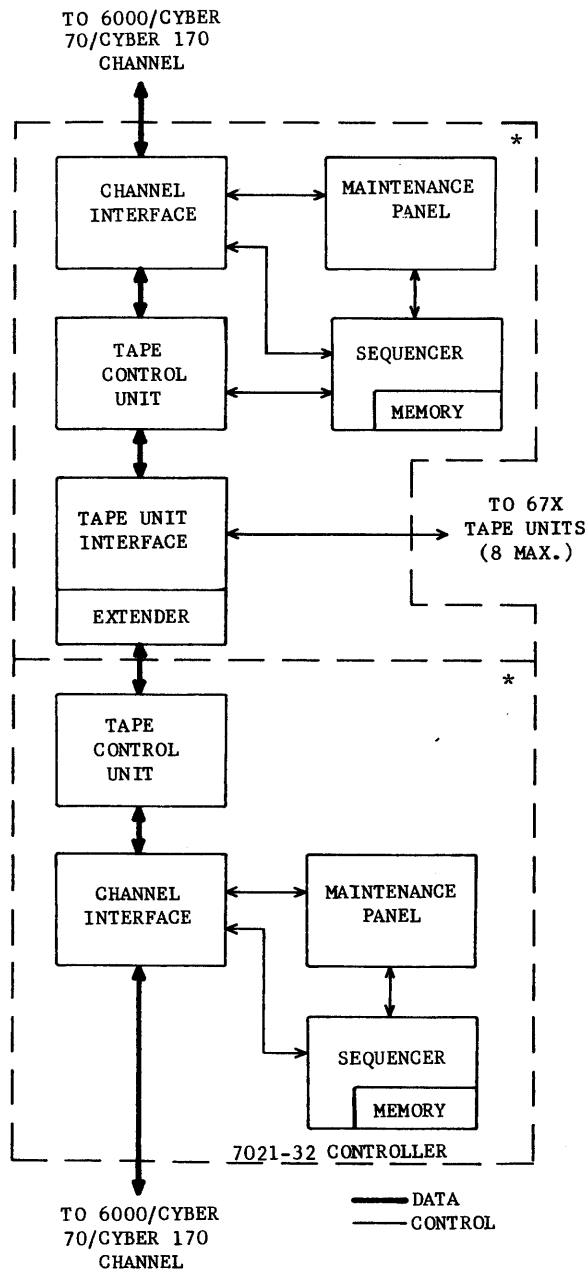 TO 6000/CYBER
70/CYBER 170
CHANNEL
*
CHANNEL
INTERFACE
MAINTENANCE
PANEL
TAPE
CONTROL
UNIT
SEQUENCER
MEMORY
TAPE UNIT
INTERFACE
EXTENDER
TO 67X
TAPE UNITS
(8 MAX.)
*
TAPE
CONTROL
UNIT
CHANNEL
INTERFACE
MAINTENANCE
PANEL
SEQUENCER
MEMORY
7021-32 CONTROLLER
TO 6000/CYBER
70/CYBER 170
CHANNEL
DATA
CONTROL